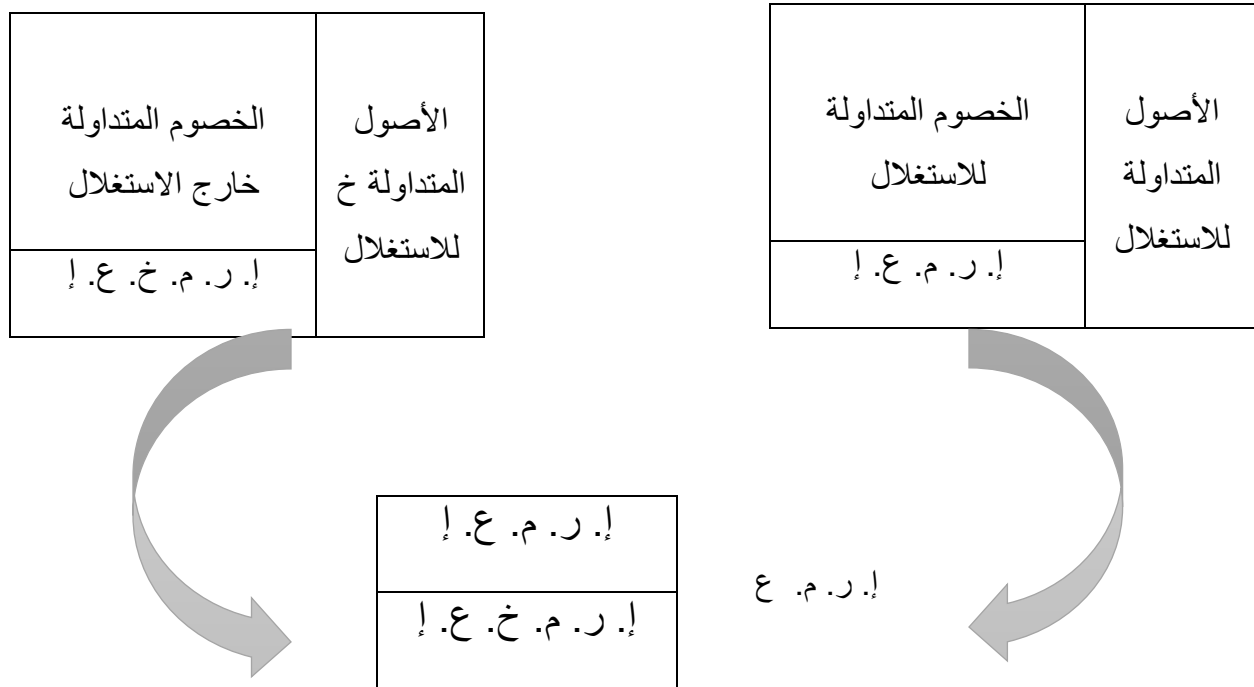 الأصول
المتداولة
للاستغلال
الخصوم المتداولة
للاستغلال
إ. ر. م. ع. إ
الأصول
المتداولة خ
للاستغلال
الخصوم المتداولة
خارج الاستغلال
إ. ر. م. خ. ع. إ
إ. ر. م. ع
إ. ر. م. ع. إ
إ. ر. م. خ. ع. إ